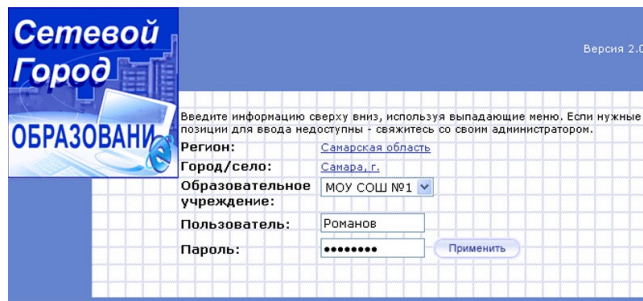 Сетевой
Город
ОБРАЗОВАНИ
Версия 2.0
Введите информацию сверху вниз, используя выпадающие меню. Если нужные
позиции для ввода недоступны - свяжитесь со своим администратором.
Регион: Самарская область
Город/село: Самара, г.
Образовательное МОУ СОШ №1
учреждение:
Пользователь: Романов
Пароль: •••••••• Применить